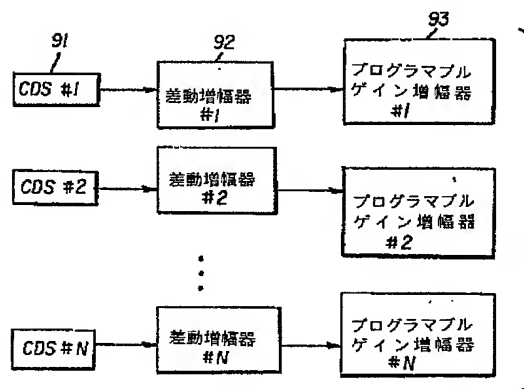 91
92
93
CDS #1
差動増幅器
#1
プログラマブル
ゲイン増幅器
#1
CDS #2
差動増幅器
#2
プログラマブル
ゲイン増幅器
#2
CDS #N
差動増幅器
#N
プログラマブル
ゲイン増幅器
#N